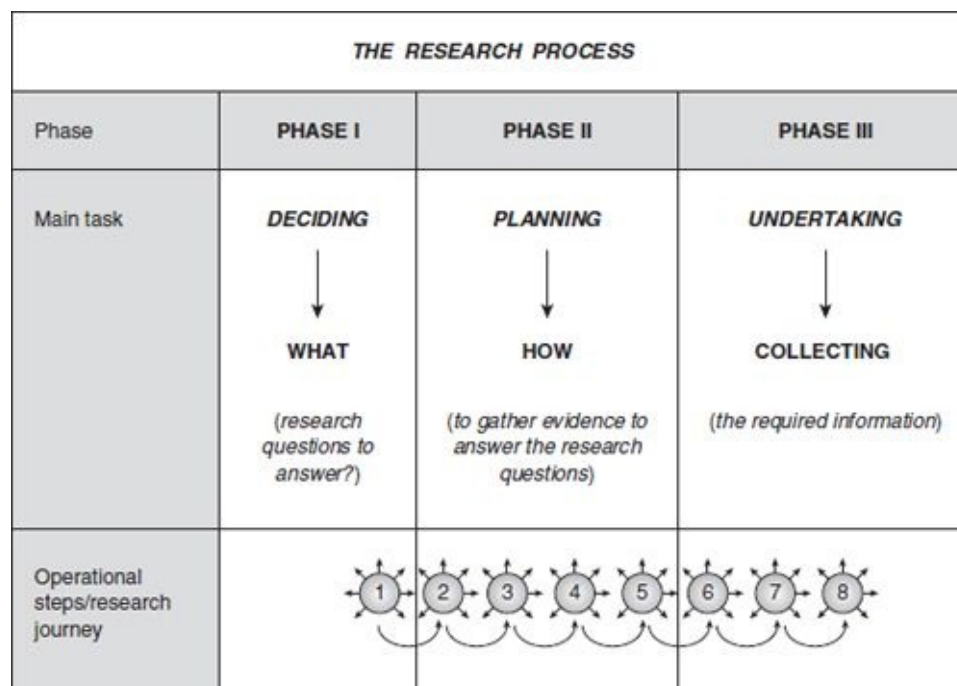 THE RESEARCH PROCESS
Phase
PHASE I
PHASE II
PHASE III
Main task
DECIDING
PLANNING
UNDERTAKING
WHAT
HOW
COLLECTING
(research
questions to
answer?)
(to gather evidence to
answer the research
questions)
(the required information)
Operational
steps/research
journey
1 2 3 4 5 6 7 8